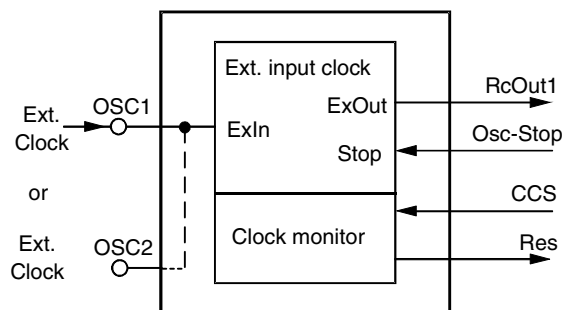 Ext. input clock
RcOut1
ExOut
OSC1
Ext.
Clock
ExIn
Osc-Stop
Stop
or
CCS
Clock monitor
Res
OSC2
Ext.
Clock